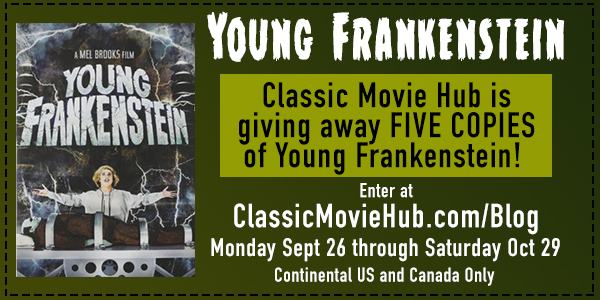 A MEL BROOKS FILM
YOUNG
FRANKENSTEIN
YOUNG FRANKENSTEIN
Classic Movie Hub is
giving away FIVE COPIES
of Young Frankenstein!
Enter at
ClassicMovieHub.com/Blog
Monday Sept 26 through Saturday Oct 29
Continental US and Canada Only